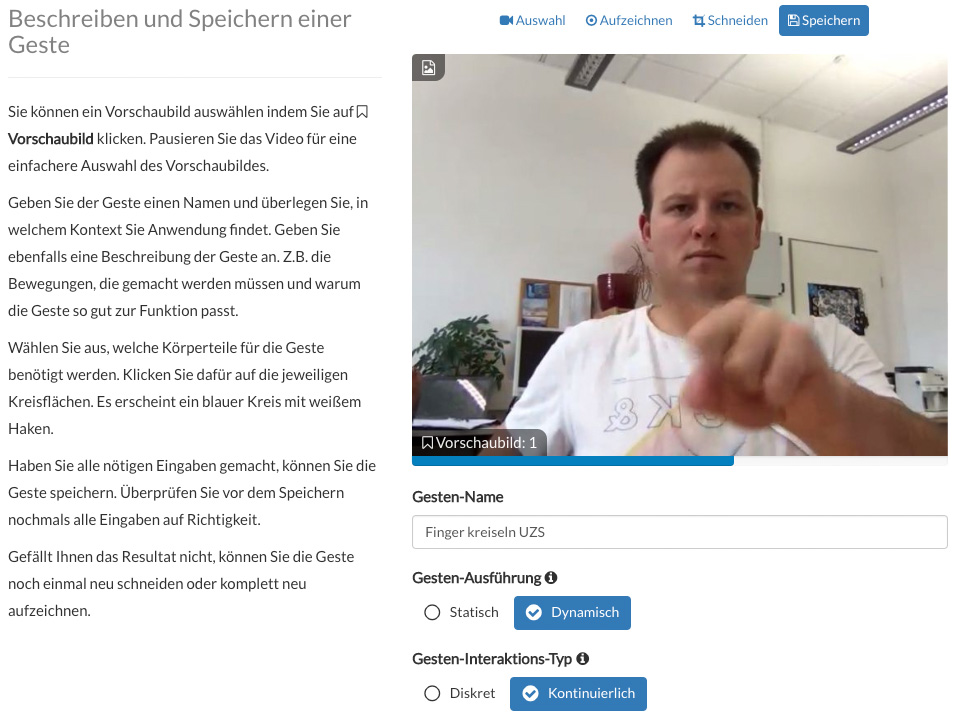 Beschreiben und Speichern einer
Geste
Sie können ein Vorschaubild auswählen indem Sie auf
Vorschaubild klicken. Pausieren Sie das Video für eine
einfachere Auswahl des Vorschaubildes.
Geben Sie der Geste einen Namen und überlegen Sie, in
welchem Kontext Sie Anwendung findet. Geben Sie
ebenfalls eine Beschreibung der Geste an. Z.B. die
Bewegungen, die gemacht werden müssen und warum
die Geste so gut zur Funktion passt.
Wählen Sie aus, welche Körperteile für die Geste
benötigt werden. Klicken Sie dafür auf die jeweiligen
Kreisflächen. Es erscheint ein blauer Kreis mit weißem
Haken.
Haben Sie alle nötigen Eingaben gemacht, können Sie die
Geste speichern. Überprüfen Sie vor dem Speichern
nochmals alle Eingaben auf Richtigkeit.
Gefällt Ihnen das Resultat nicht, können Sie die Geste
noch einmal neu schneiden oder komplett neu
aufzeichnen.
Auswahl Aufzeichnen Schneiden Speichern
Vorschaubild: 1
Gesten-Name
Finger kreiseln UZS
Gesten-Ausführung
Statisch Dynamisch
Gesten-Interaktions-Typ
Diskret Kontinuierlich